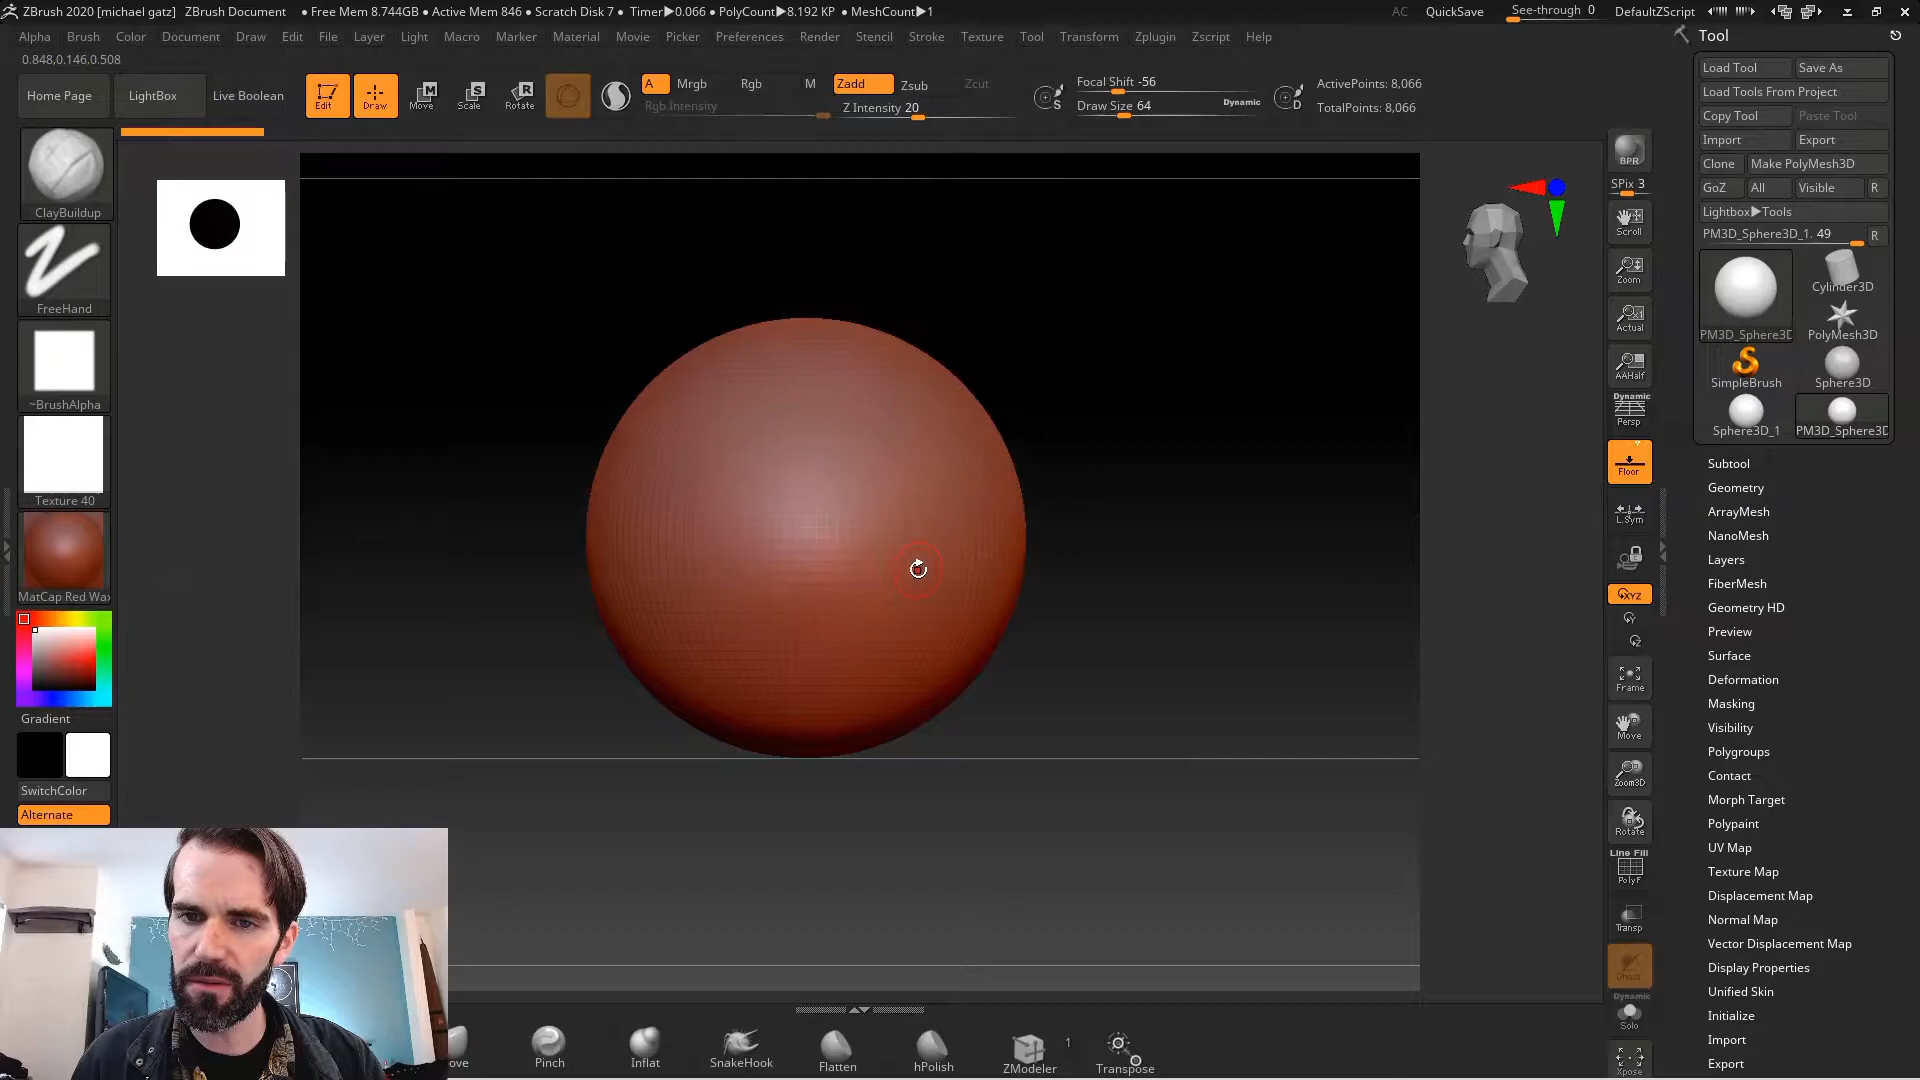 ZBrush 2020 [michael gatz] ZBrush Document • Free Mem 8.744GB • Active Mem 846 • Scratch Disk 7 • Timer▶0.066 • PolyCount▶8.192 KP • MeshCount▶1 AC QuickSave See-through 0 DefaultZScript
Alpha Brush Color Document Draw Edit File Layer Light Macro Marker Material Movie Picker Preferences Render Stencil Stroke Texture Tool Transform Zplugin Zscript Help
0.848,0.146,0.508
Home Page LightBox Live Boolean Edit Draw Move Scale Rotate
A Mrgb Rgb M Zadd Zsub Zcut
Rgb Intensity Z Intensity 20
Focal Shift -56
Draw Size 64 Dynamic
ActivePoints: 8,066
TotalPoints: 8,066
ClayBuildup
FreeHand
~BrushAlpha
Texture 40
MatCap Red Wa
Gradient
SwitchColor
Alternate
BPR
SPix 3
Scroll
Zoom
Actual
AAHalf
Dynamic
Persp
Floor
L.Sym
XYZ
Frame
Move
Zoom3D
Rotate
Line Fill
PolyF
Transp
Ghost
Dynamic
Solo
Xpose
Tool
Load Tool Save As
Load Tools From Project
Copy Tool Paste Tool
Import Export
Clone Make PolyMesh3D
GoZ All Visible R
Lightbox▶Tools
PM3D_Sphere3D_1. 49 R
PM3D_Sphere3D Cylinder3D
PolyMesh3D
SimpleBrush Sphere3D
Sphere3D_1 PM3D_Sphere3D
Subtool
Geometry
ArrayMesh
NanoMesh
Layers
FiberMesh
Geometry HD
Preview
Surface
Deformation
Masking
Visibility
Polygroups
Contact
Morph Target
Polypaint
UV Map
Texture Map
Displacement Map
Normal Map
Vector Displacement Map
Display Properties
Unified Skin
Initialize
Import
Export
ove Pinch Inflat SnakeHook Flatten hPolish ZModeler 1 Transpose